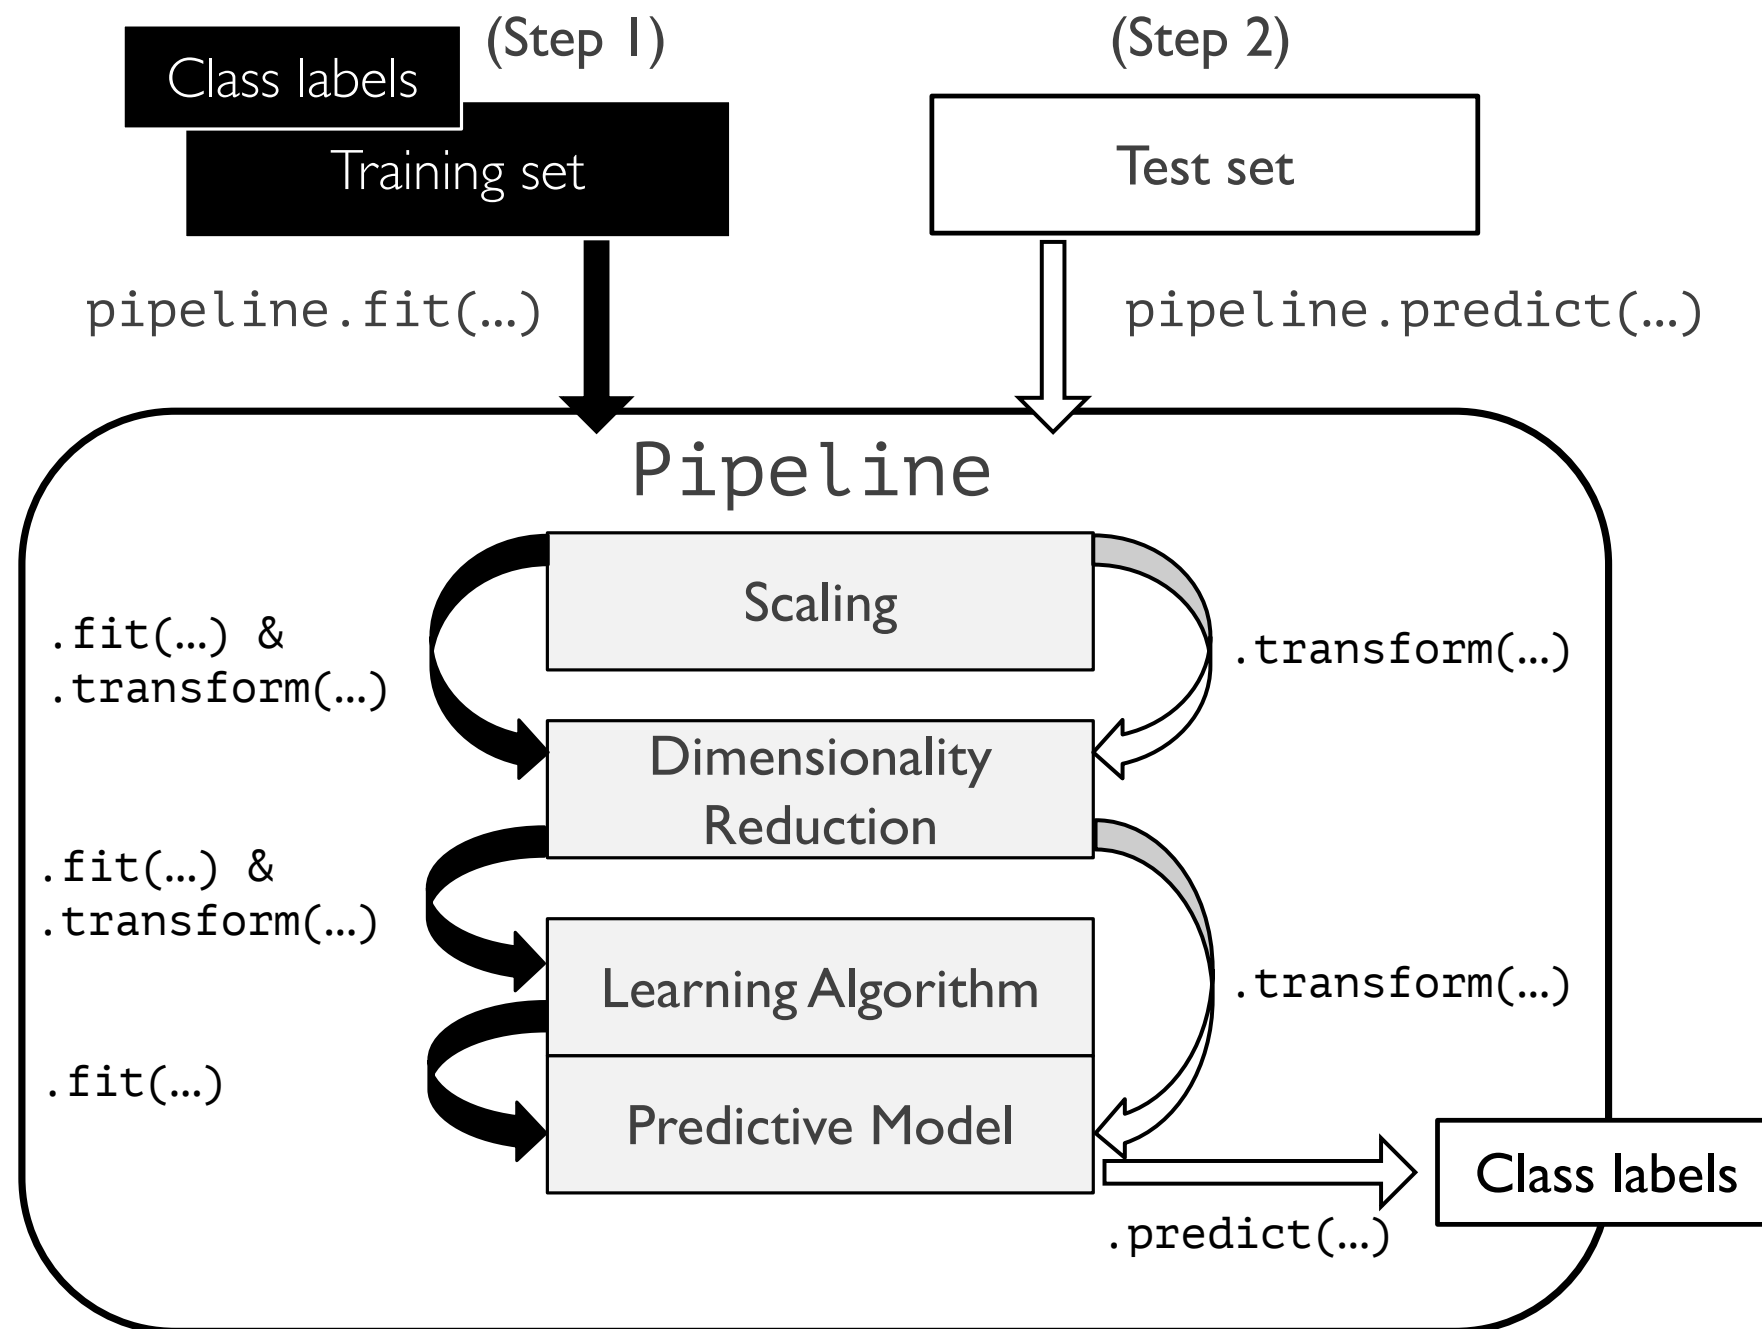 (Step 1)
(Step 2)
Class labels
Training set
Test set
pipeline.fit(…)
pipeline.predict(…)
Pipeline
Scaling
.fit(…) &
.transform(…)
.transform(…)
Dimensionality
Reduction
.fit(…) &
.transform(…)
Learning Algorithm
.transform(…)
.fit(…)
Predictive Model
Class labels
.predict(…)